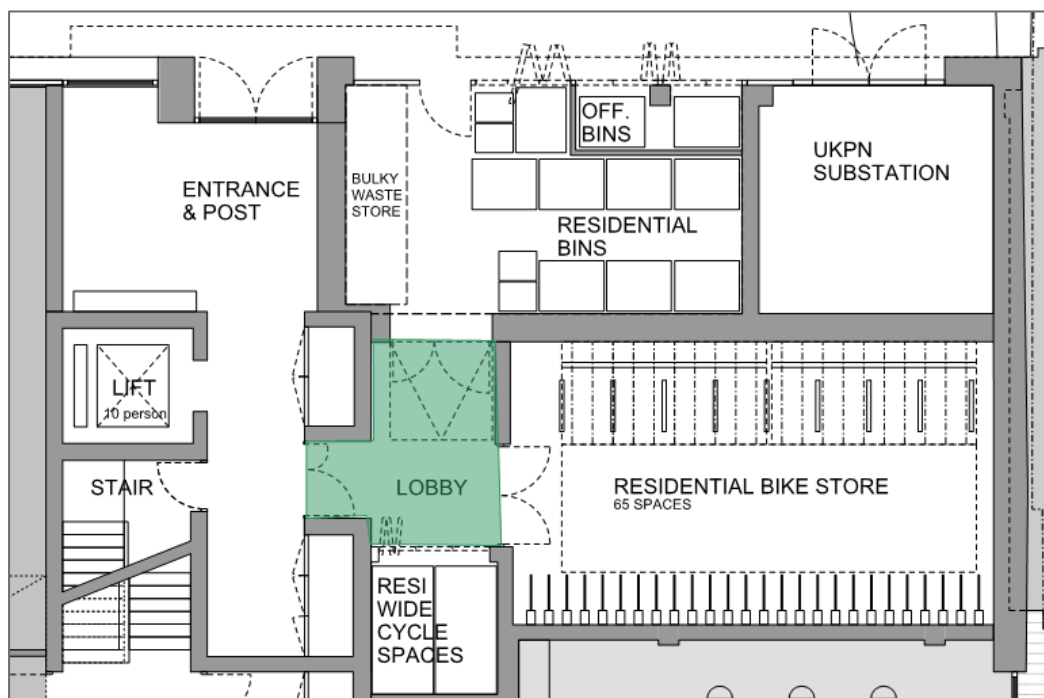 OFF.
BINS
UKPN
SUBSTATION
ENTRANCE
& POST
BULKY
WASTE
STORE
RESIDENTIAL
BINS
LIFT
10 person
STAIR
LOBBY
RESIDENTIAL BIKE STORE
65 SPACES
RESI
WIDE
CYCLE
SPACES